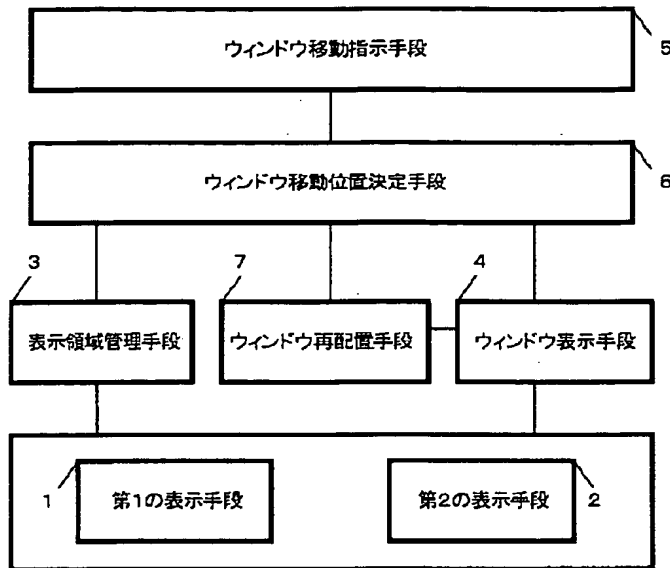 ウィンドウ移動指示手段
5
ウィンドウ移動位置決定手段
6
3
7
4
表示領域管理手段
ウィンドウ再配置手段
ウィンドウ表示手段
1
第1の表示手段
第2の表示手段
2